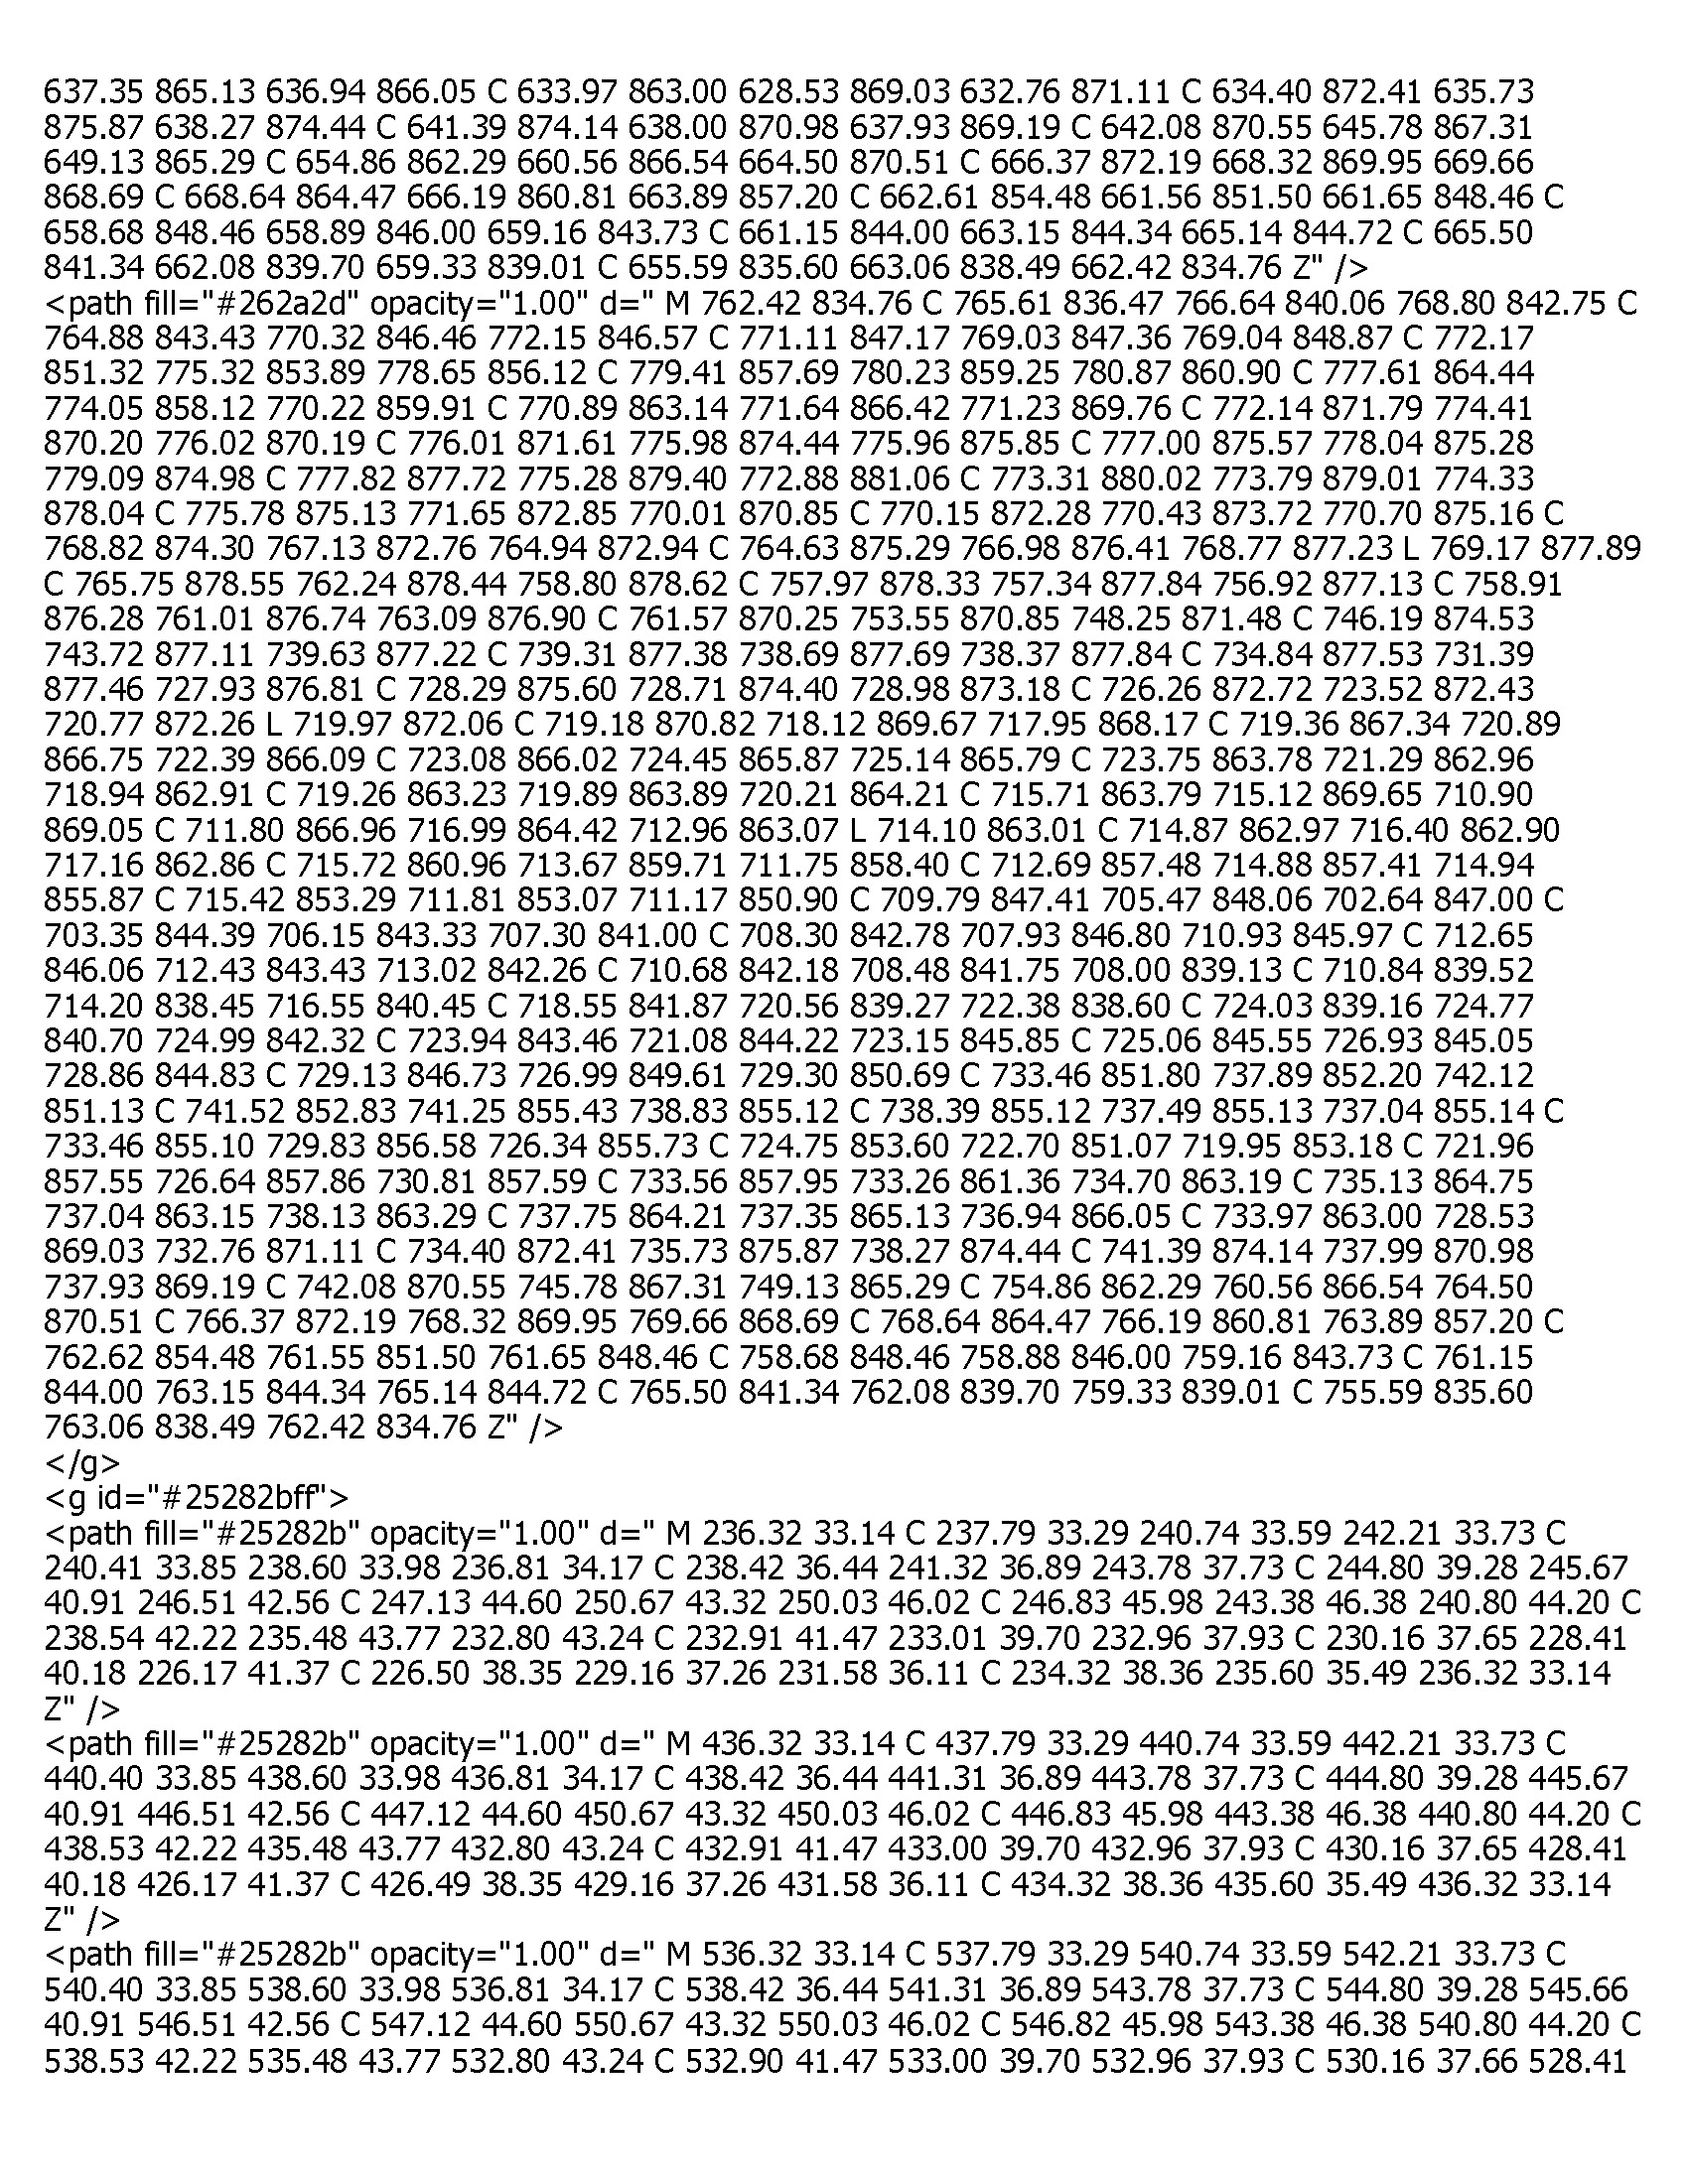 637.35 865.13 636.94 866.05 C 633.97 863.00 628.53 869.03 632.76 871.11 C 634.40 872.41 635.73
875.87 638.27 874.44 C 641.39 874.14 638.00 870.98 637.93 869.19 C 642.08 870.55 645.78 867.31
649.13 865.29 C 654.86 862.29 660.56 866.54 664.50 870.51 C 666.37 872.19 668.32 869.95 669.66
868.69 C 668.64 864.47 666.19 860.81 663.89 857.20 C 662.61 854.48 661.56 851.50 661.65 848.46 C
658.68 848.46 658.89 846.00 659.16 843.73 C 661.15 844.00 663.15 844.34 665.14 844.72 C 665.50
841.34 662.08 839.70 659.33 839.01 C 655.59 835.60 663.06 838.49 662.42 834.76 Z" />
<path fill="#262a2d" opacity="1.00" d=" M 762.42 834.76 C 765.61 836.47 766.64 840.06 768.80 842.75 C
764.88 843.43 770.32 846.46 772.15 846.57 C 771.11 847.17 769.03 847.36 769.04 848.87 C 772.17
851.32 775.32 853.89 778.65 856.12 C 779.41 857.69 780.23 859.25 780.87 860.90 C 777.61 864.44
774.05 858.12 770.22 859.91 C 770.89 863.14 771.64 866.42 771.23 869.76 C 772.14 871.79 774.41
870.20 776.02 870.19 C 776.01 871.61 775.98 874.44 775.96 875.85 C 777.00 875.57 778.04 875.28
779.09 874.98 C 777.82 877.72 775.28 879.40 772.88 881.06 C 773.31 880.02 773.79 879.01 774.33
878.04 C 775.78 875.13 771.65 872.85 770.01 870.85 C 770.15 872.28 770.43 873.72 770.70 875.16 C
768.82 874.30 767.13 872.76 764.94 872.94 C 764.63 875.29 766.98 876.41 768.77 877.23 L 769.17 877.89
C 765.75 878.55 762.24 878.44 758.80 878.62 C 757.97 878.33 757.34 877.84 756.92 877.13 C 758.91
876.28 761.01 876.74 763.09 876.90 C 761.57 870.25 753.55 870.85 748.25 871.48 C 746.19 874.53
743.72 877.11 739.63 877.22 C 739.31 877.38 738.69 877.69 738.37 877.84 C 734.84 877.53 731.39
877.46 727.93 876.81 C 728.29 875.60 728.71 874.40 728.98 873.18 C 726.26 872.72 723.52 872.43
720.77 872.26 L 719.97 872.06 C 719.18 870.82 718.12 869.67 717.95 868.17 C 719.36 867.34 720.89
866.75 722.39 866.09 C 723.08 866.02 724.45 865.87 725.14 865.79 C 723.75 863.78 721.29 862.96
718.94 862.91 C 719.26 863.23 719.89 863.89 720.21 864.21 C 715.71 863.79 715.12 869.65 710.90
869.05 C 711.80 866.96 716.99 864.42 712.96 863.07 L 714.10 863.01 C 714.87 862.97 716.40 862.90
717.16 862.86 C 715.72 860.96 713.67 859.71 711.75 858.40 C 712.69 857.48 714.88 857.41 714.94
855.87 C 715.42 853.29 711.81 853.07 711.17 850.90 C 709.79 847.41 705.47 848.06 702.64 847.00 C
703.35 844.39 706.15 843.33 707.30 841.00 C 708.30 842.78 707.93 846.80 710.93 845.97 C 712.65
846.06 712.43 843.43 713.02 842.26 C 710.68 842.18 708.48 841.75 708.00 839.13 C 710.84 839.52
714.20 838.45 716.55 840.45 C 718.55 841.87 720.56 839.27 722.38 838.60 C 724.03 839.16 724.77
840.70 724.99 842.32 C 723.94 843.46 721.08 844.22 723.15 845.85 C 725.06 845.55 726.93 845.05
728.86 844.83 C 729.13 846.73 726.99 849.61 729.30 850.69 C 733.46 851.80 737.89 852.20 742.12
851.13 C 741.52 852.83 741.25 855.43 738.83 855.12 C 738.39 855.12 737.49 855.13 737.04 855.14 C
733.46 855.10 729.83 856.58 726.34 855.73 C 724.75 853.60 722.70 851.07 719.95 853.18 C 721.96
857.55 726.64 857.86 730.81 857.59 C 733.56 857.95 733.26 861.36 734.70 863.19 C 735.13 864.75
737.04 863.15 738.13 863.29 C 737.75 864.21 737.35 865.13 736.94 866.05 C 733.97 863.00 728.53
869.03 732.76 871.11 C 734.40 872.41 735.73 875.87 738.27 874.44 C 741.39 874.14 737.99 870.98
737.93 869.19 C 742.08 870.55 745.78 867.31 749.13 865.29 C 754.86 862.29 760.56 866.54 764.50
870.51 C 766.37 872.19 768.32 869.95 769.66 868.69 C 768.64 864.47 766.19 860.81 763.89 857.20 C
762.62 854.48 761.55 851.50 761.65 848.46 C 758.68 848.46 758.88 846.00 759.16 843.73 C 761.15
844.00 763.15 844.34 765.14 844.72 C 765.50 841.34 762.08 839.70 759.33 839.01 C 755.59 835.60
763.06 838.49 762.42 834.76 Z" />
</g>
<g id="#25282bff">
<path fill="#25282b" opacity="1.00" d=" M 236.32 33.14 C 237.79 33.29 240.74 33.59 242.21 33.73 C
240.41 33.85 238.60 33.98 236.81 34.17 C 238.42 36.44 241.32 36.89 243.78 37.73 C 244.80 39.28 245.67
40.91 246.51 42.56 C 247.13 44.60 250.67 43.32 250.03 46.02 C 246.83 45.98 243.38 46.38 240.80 44.20 C
238.54 42.22 235.48 43.77 232.80 43.24 C 232.91 41.47 233.01 39.70 232.96 37.93 C 230.16 37.65 228.41
40.18 226.17 41.37 C 226.50 38.35 229.16 37.26 231.58 36.11 C 234.32 38.36 235.60 35.49 236.32 33.14
Z" />
<path fill="#25282b" opacity="1.00" d=" M 436.32 33.14 C 437.79 33.29 440.74 33.59 442.21 33.73 C
440.40 33.85 438.60 33.98 436.81 34.17 C 438.42 36.44 441.31 36.89 443.78 37.73 C 444.80 39.28 445.67
40.91 446.51 42.56 C 447.12 44.60 450.67 43.32 450.03 46.02 C 446.83 45.98 443.38 46.38 440.80 44.20 C
438.53 42.22 435.48 43.77 432.80 43.24 C 432.91 41.47 433.00 39.70 432.96 37.93 C 430.16 37.65 428.41
40.18 426.17 41.37 C 426.49 38.35 429.16 37.26 431.58 36.11 C 434.32 38.36 435.60 35.49 436.32 33.14
Z" />
<path fill="#25282b" opacity="1.00" d=" M 536.32 33.14 C 537.79 33.29 540.74 33.59 542.21 33.73 C
540.40 33.85 538.60 33.98 536.81 34.17 C 538.42 36.44 541.31 36.89 543.78 37.73 C 544.80 39.28 545.66
40.91 546.51 42.56 C 547.12 44.60 550.67 43.32 550.03 46.02 C 546.82 45.98 543.38 46.38 540.80 44.20 C
538.53 42.22 535.48 43.77 532.80 43.24 C 532.90 41.47 533.00 39.70 532.96 37.93 C 530.16 37.66 528.41